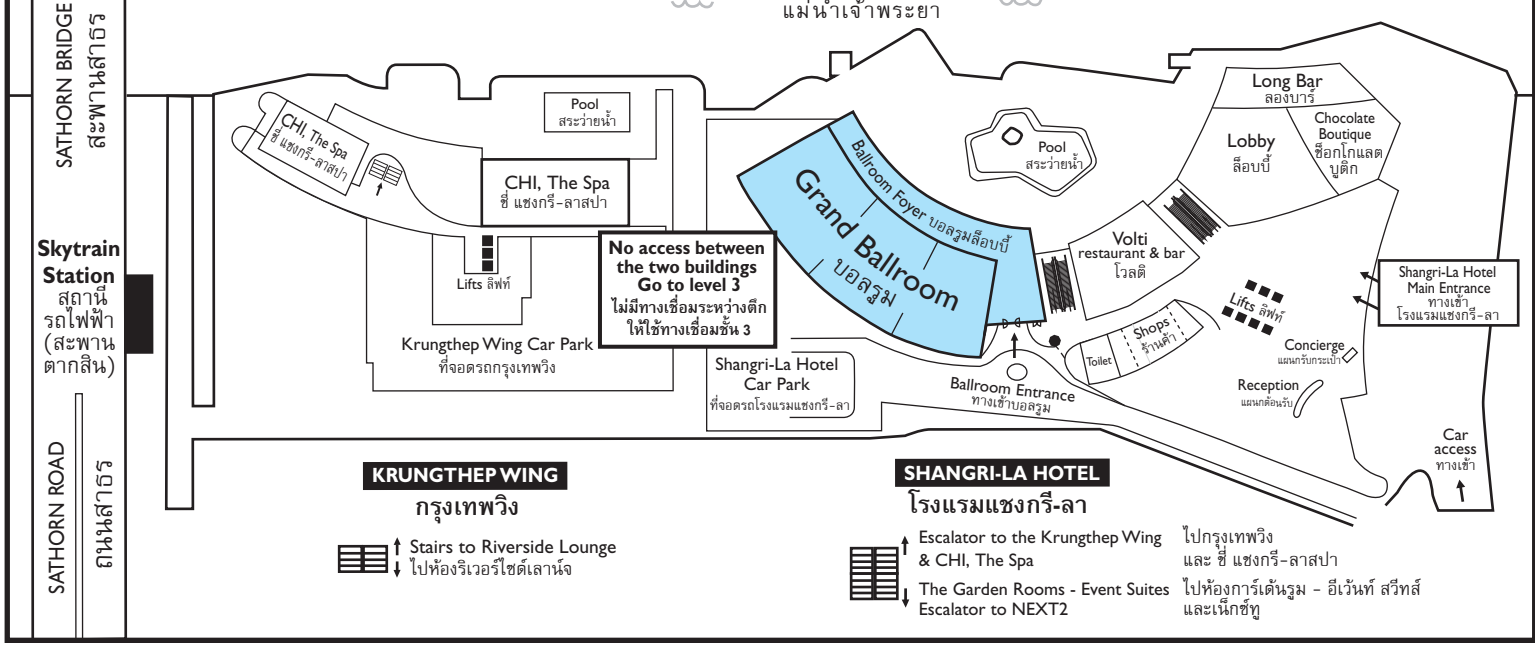 แม่น้ำเจ้าพระยา
SATHORN BRIDGE
สะพานสาธร
Skytrain
Station
สถานี
รถไฟฟ้า
(สะพาน
ตากสิน)
SATHORN ROAD
ถนนสาธร
CHI, The Spa
ชี แชงกรี-ลาสปา
Pool
สระว่ายน้ำ
CHI, The Spa
ชี่ แชงกรี-ลาสปา
Lifts ลิฟท์
Krungthep Wing Car Park
ที่จอดรถกรุงเทพวิง
No access between
the two buildings
Go to level 3
ไม่มีทางเชื่อมระหว่างตึก
ให้ใช้ทางเชื่อมชั้น 3
Ballroom Foyer บอลรูมล็อบบี้
Grand Ballroom
บอลรูม
Pool
สระว่ายน้ำ
Long Bar
ลองบาร์
Lobby
ล็อบบี้
Chocolate
Boutique
ช็อกโกแลต
บูติก
Volti
restaurant & bar
โวลติ
Shangri-La Hotel
Main Entrance
ทางเข้า
โรงแรมแชงกรี-ลา
Lifts ลิฟท์
Shops
ร้านค้า
Toilet
Concierge
แผนกรับกระเป๋า
Reception
แผนกต้อนรับ
Shangri-La Hotel
Car Park
ที่จอดรถโรงแรมแชงกรี-ลา
Ballroom Entrance
ทางเข้าบอลรูม
Car
access
ทางเข้า
KRUNGTHEP WING
กรุงเทพวิง
Stairs to Riverside Lounge
ไปห้องริเวอร์ไซด์เลาน์จ
SHANGRI-LA HOTEL
โรงแรมแชงกรี-ลา
Escalator to the Krungthep Wing ไปกรุงเทพวิง
& CHI, The Spa และ ชี่ แชงกรี-ลาสปา
The Garden Rooms - Event Suites ไปห้องการ์เด้นรูม - อีเว้นท์ สวีทส์
Escalator to NEXT2 และเน็กซ์ทู